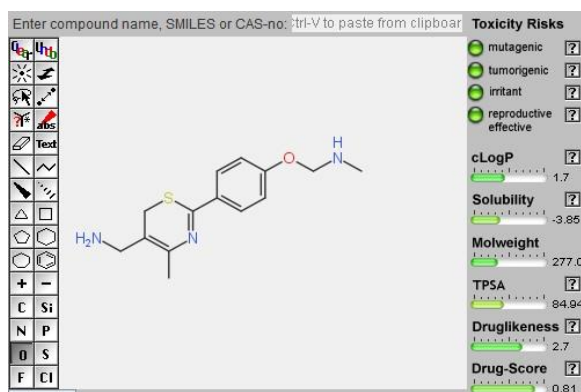 Enter compound name, SMILES or CAS-no: Ctrl-V to paste from clipboar
Toxicity Risks
mutagenic ?
tumorigenic ?
irritant ?
reproductive ?
effective
cLogP ?
1.7
Solubility ?
-3.85
Molweight
277.0
TPSA ?
84.94
Druglikeness ?
2.7
Drug-Score ?
0.81
abs
Text
+ −
C Si
N P
O S
F Cl
H
O N
S
N
H₂N